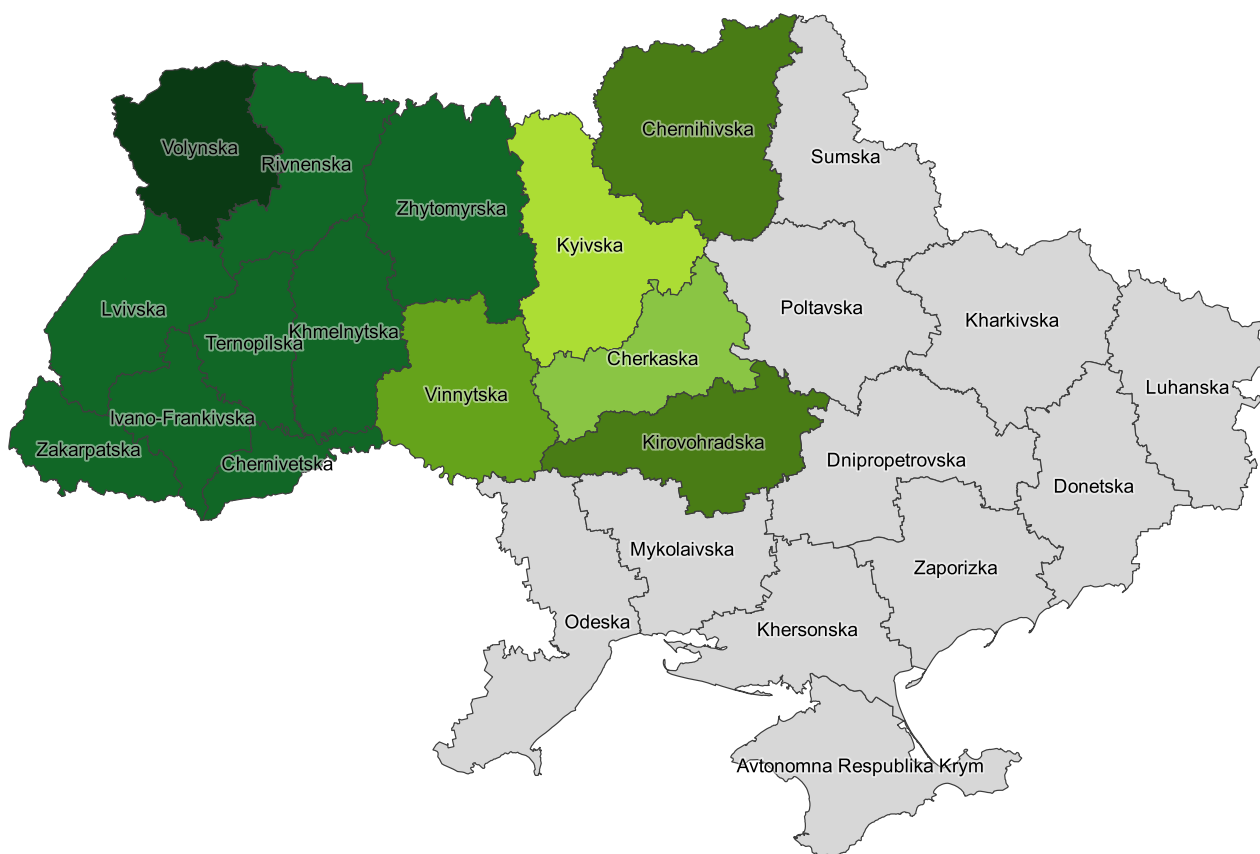 Chernihivska
Volynska
Rivnenska
Sumska
Zhytomyrska
Kyivska
Lvivska
Poltavska
Kharkivska
Ternopilska
Khmelnytska
Cherkaska
Luhanska
Vinnytska
Ivano-Frankivska
Zakarpatska
Kirovohradska
Chernivetska
Dnipropetrovska
Donetska
Mykolaivska
Zaporizka
Odeska
Khersonska
Avtonomna Respublika Krym